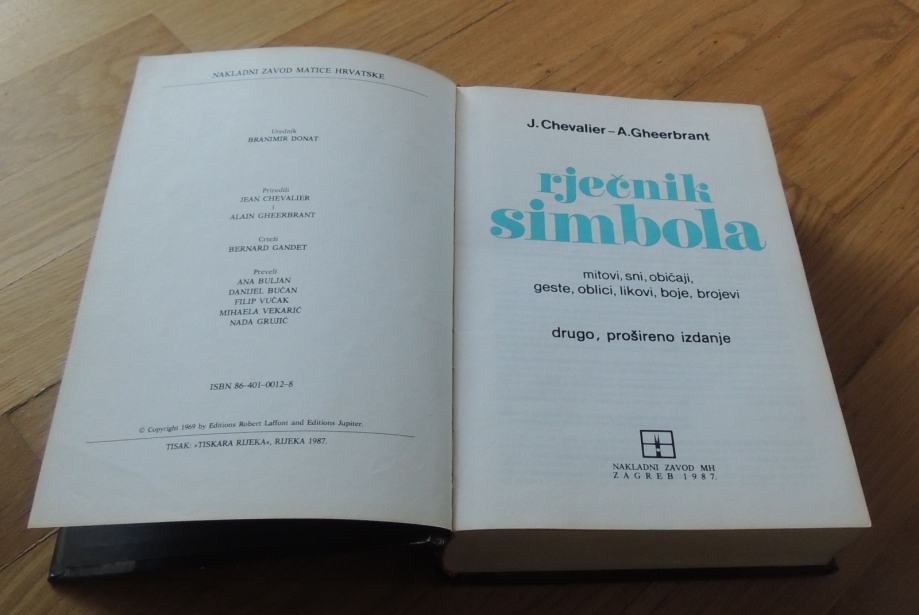 NAKLADNI ZAVOD MATICE HRVATSKE
Urednik
BRANIMIR DONAT
Priredili
JEAN CHEVALIER
i
ALAIN GHEERBRANT
Crteži
BERNARD GANDET
Preveli
ANA BULJAN
DANIJEL BUĆAN
FILIP VUČAK
MIHAELA VEKARIĆ
NADA GRUJIĆ
ISBN 86-401-0012-8
© Copyright 1969 by Editions Robert Laffont and Editions Jupiter.
TISAK: »TISKARA RIJEKA«, RIJEKA 1987.
J. Chevalier – A. Gheerbrant
rječnik
simbola
mitovi, sni, običaji,
geste, oblici, likovi, boje, brojevi
drugo, prošireno izdanje
NAKLADNI ZAVOD MH
ZAGREB 1987.